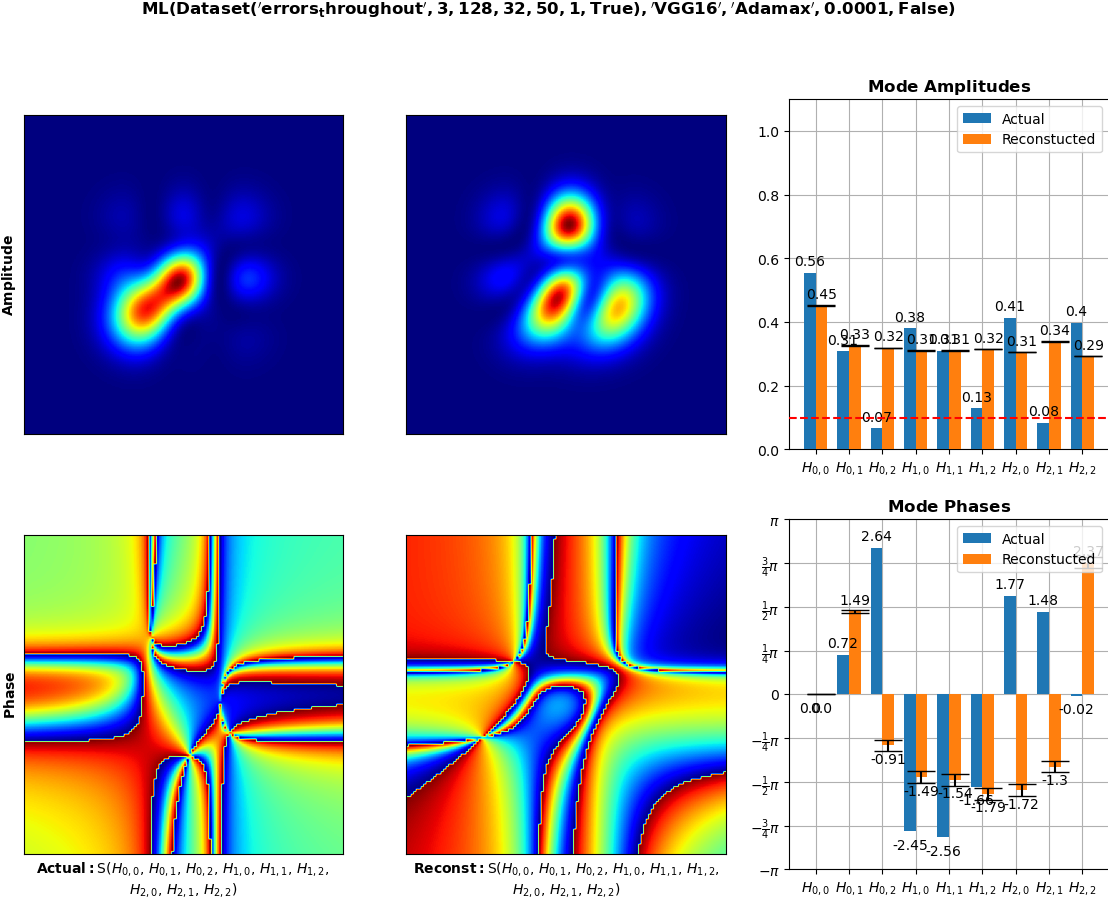 ML(Dataset('errors_throughout', 3, 128, 32, 50, 1, True), 'VGG16', 'Adamax', 0.0001, False)
Amplitude
Mode Amplitudes
Actual
Reconstucted
1.0
0.8
0.6
0.4
0.2
0.0
0.56
0.45
0.31
0.33
0.07
0.32
0.38
0.31
0.31
0.31
0.13
0.32
0.41
0.31
0.08
0.34
0.4
0.29
H0,0 H0,1 H0,2 H1,0 H1,1 H1,2 H2,0 H2,1 H2,2
Phase
Mode Phases
Actual
Reconstucted
π
3/4π
1/2π
1/4π
0
−1/4π
−1/2π
−3/4π
−π
0.0
0.0
0.72
1.49
2.64
-0.91
-2.45
-1.49
-2.56
-1.54
-1.66
-1.79
1.77
-1.72
1.48
-1.3
-0.02
2.37
H0,0 H0,1 H0,2 H1,0 H1,1 H1,2 H2,0 H2,1 H2,2
Actual: S(H0,0, H0,1, H0,2, H1,0, H1,1, H1,2,
H2,0, H2,1, H2,2)
Reconst: S(H0,0, H0,1, H0,2, H1,0, H1,1, H1,2,
H2,0, H2,1, H2,2)